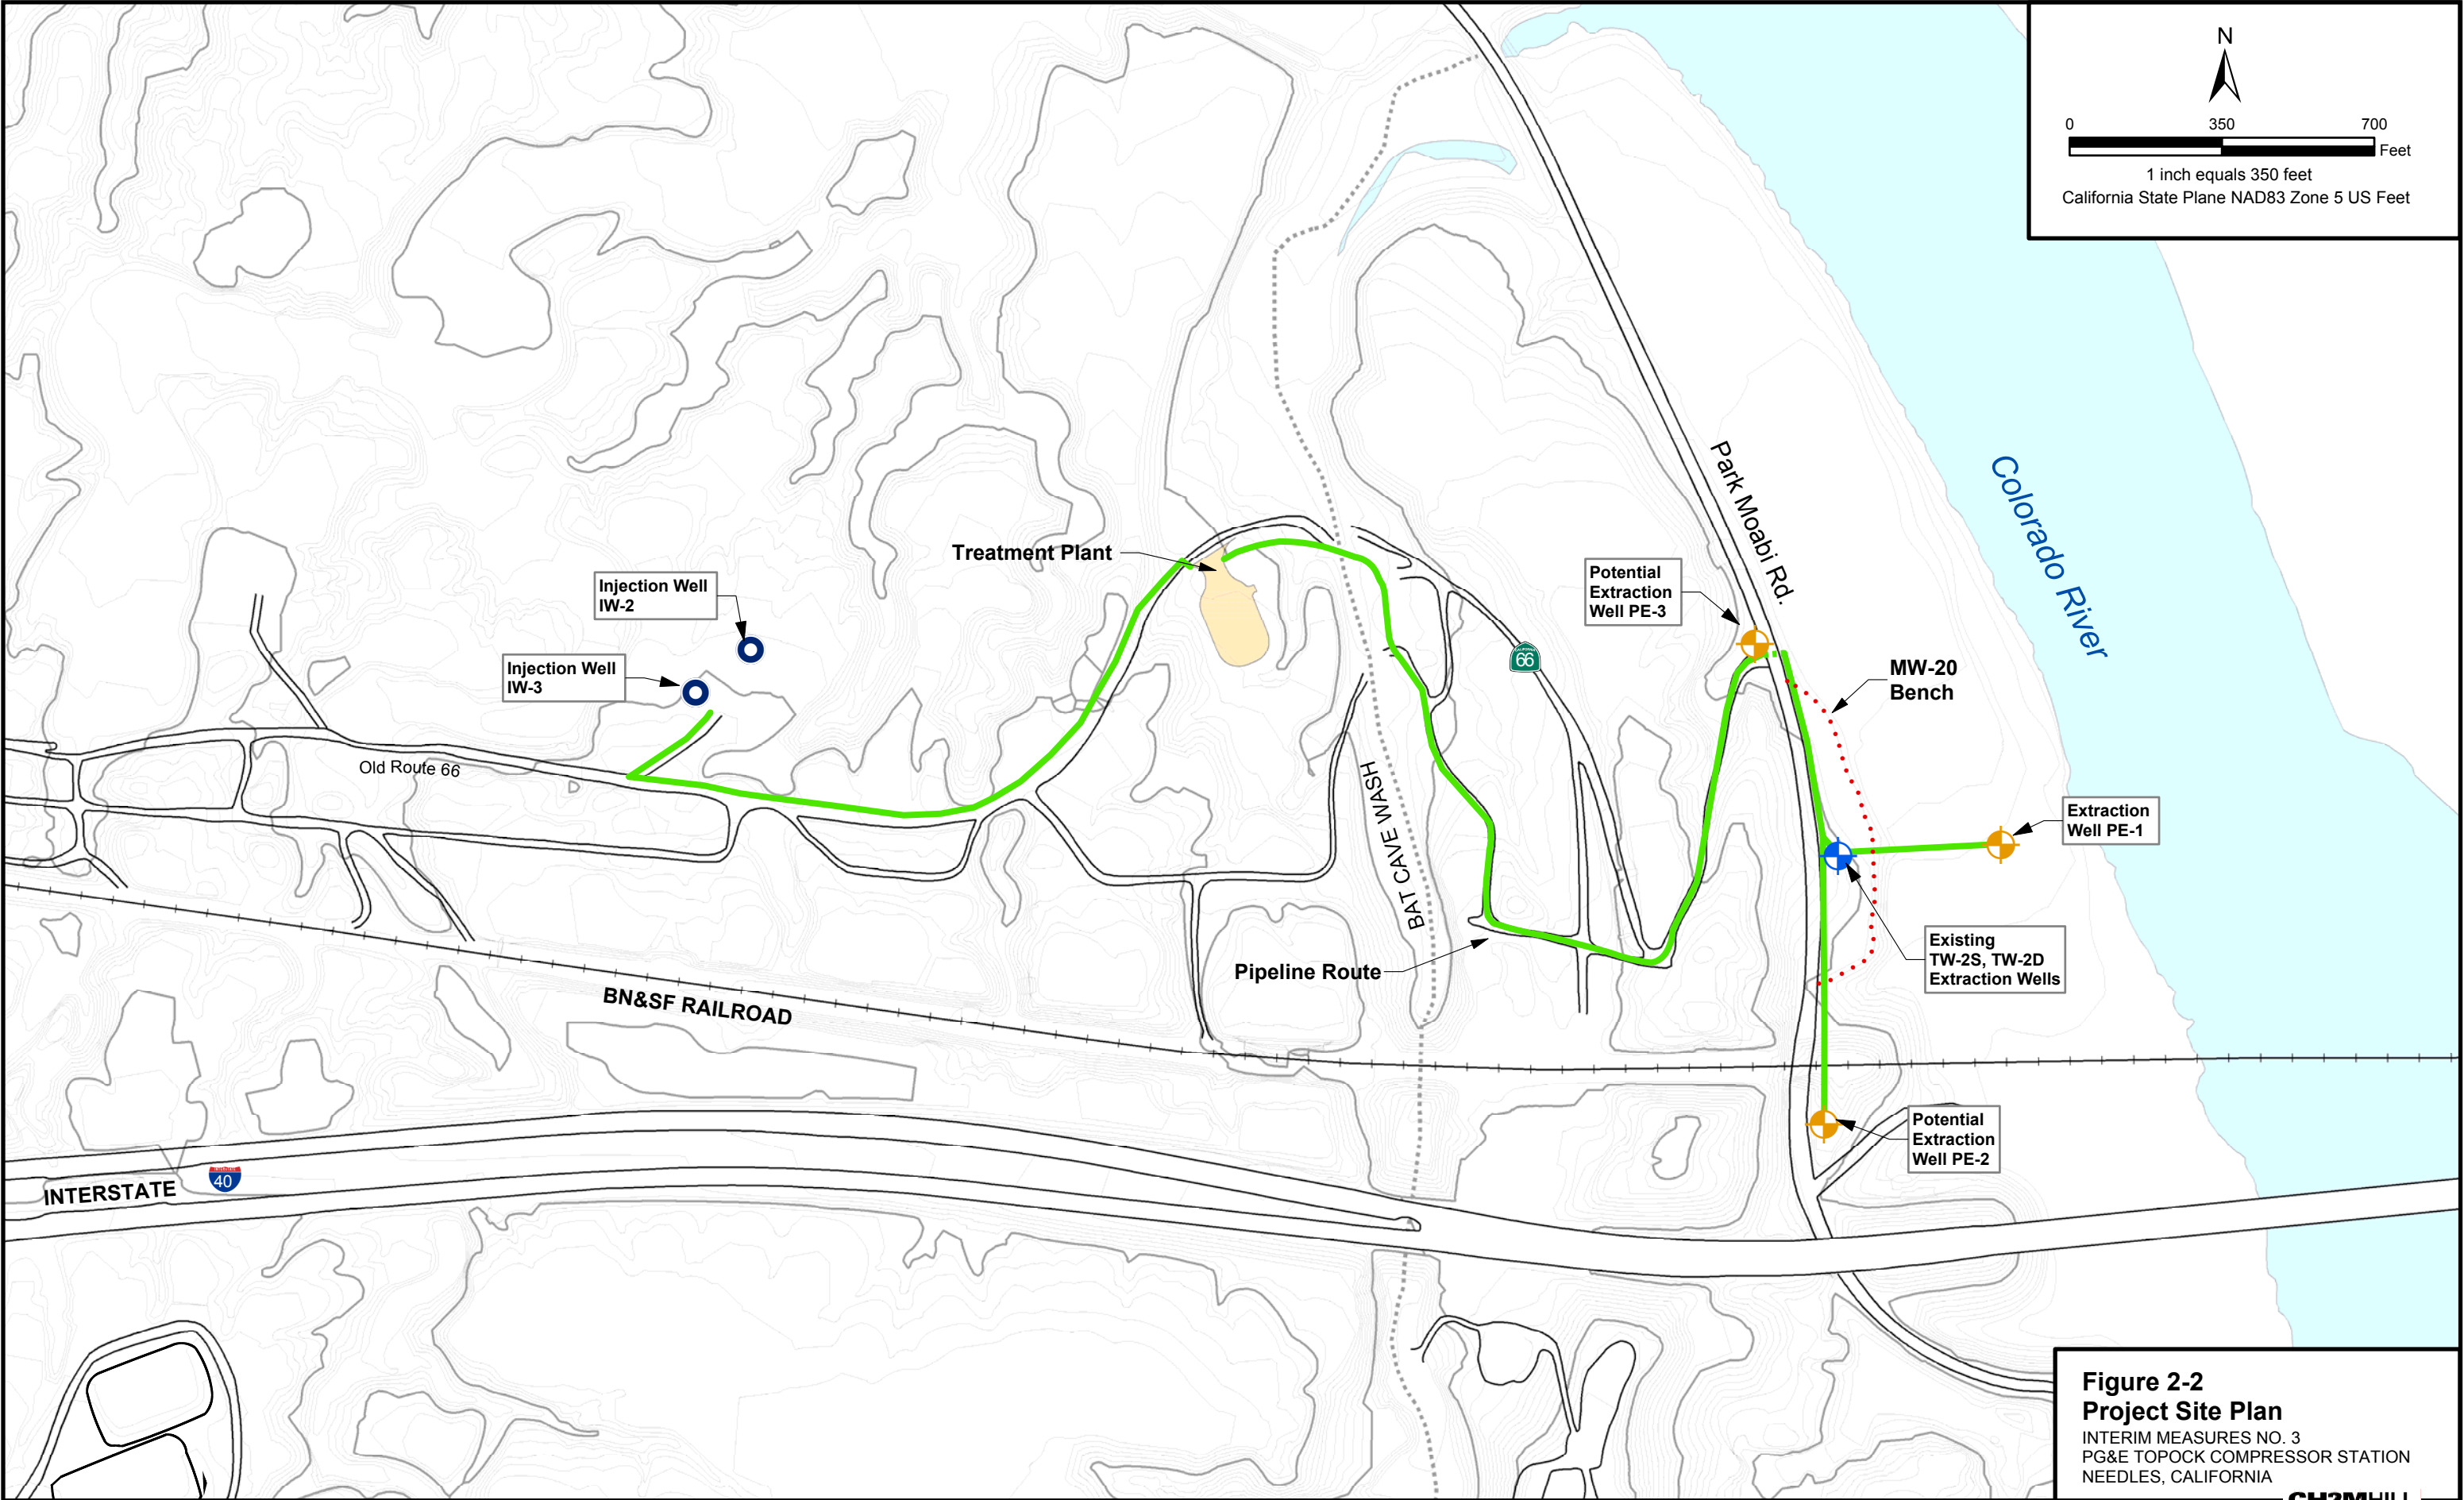 N
0 350 700
Feet
1 inch equals 350 feet
California State Plane NAD83 Zone 5 US Feet
Park Moabi Rd.
Colorado River
Treatment Plant
Potential
Extraction
Well PE-3
Injection Well
IW-2
66
Injection Well
IW-3
MW-20
Bench
Old Route 66
BAT CAVE WASH
Extraction
Well PE-1
Existing
TW-2S, TW-2D
Extraction Wells
Pipeline Route
BN&SF RAILROAD
Potential
Extraction
Well PE-2
INTERSTATE
40
Figure 2-2
Project Site Plan
INTERIM MEASURES NO. 3
PG&E TOPOCK COMPRESSOR STATION
NEEDLES, CALIFORNIA
CH2MHILL